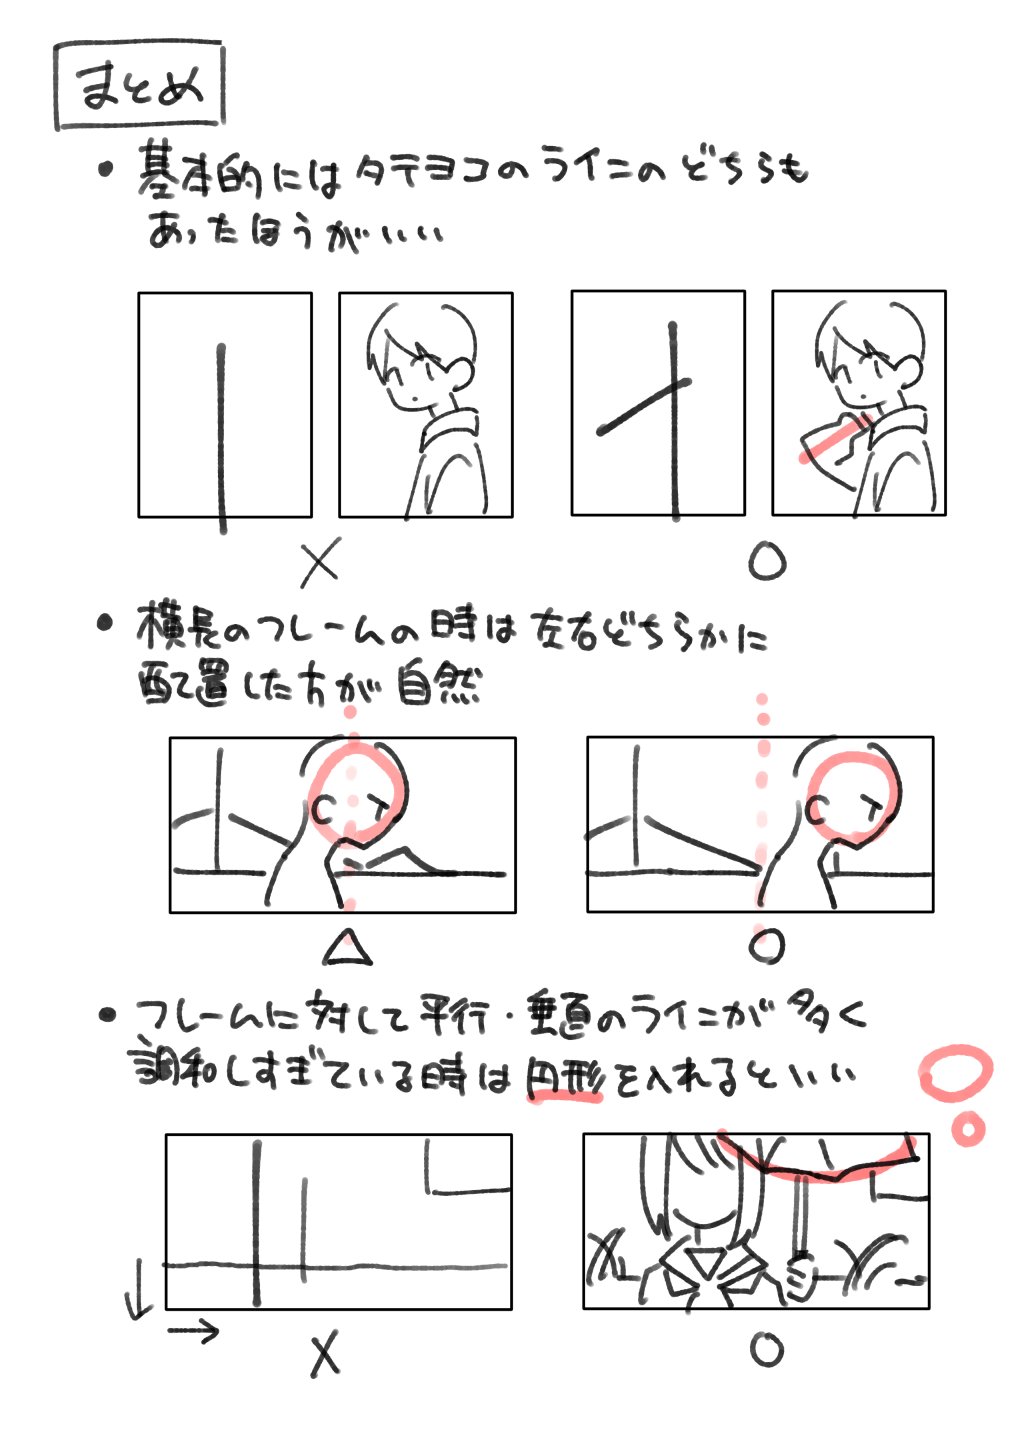 まとめ
・基本的にはタテヨコのラインのどちらも
あったほうがいい
×
○
・横長のフレームの時は左右どちらかに
配置した方が自然
△
○
・フレームに対して平行・垂直のラインが多く
調和しすぎている時は円形を入れるといい
×
○